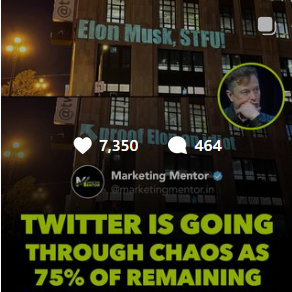 Elon Musk, STFU!
7,350
464
proof Elon
Marketing Mentor
@marketingmentor.in
TWITTER IS GOING
THROUGH CHAOS AS
75% OF REMAINING